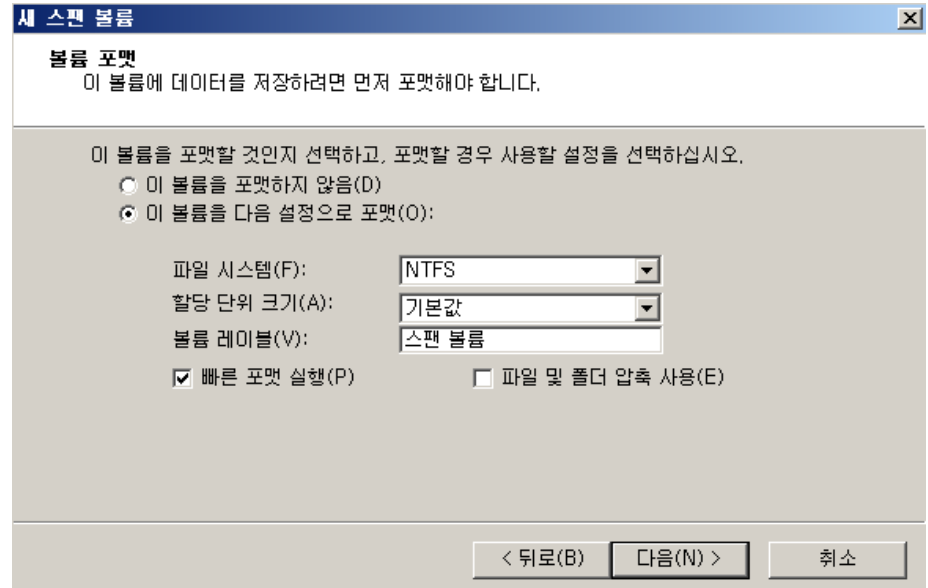 새 스팬 볼륨
볼륨 포맷
이 볼륨에 데이터를 저장하려면 먼저 포맷해야 합니다.
이 볼륨을 포맷할 것인지 선택하고, 포맷할 경우 사용할 설정을 선택하십시오.
이 볼륨을 포맷하지 않음(D)
이 볼륨을 다음 설정으로 포맷(O):
파일 시스템(F): NTFS
할당 단위 크기(A): 기본값
볼륨 레이블(V): 스팬 볼륨
빠른 포맷 실행(P) 파일 및 폴더 압축 사용(E)
< 뒤로(B) 다음(N) > 취소